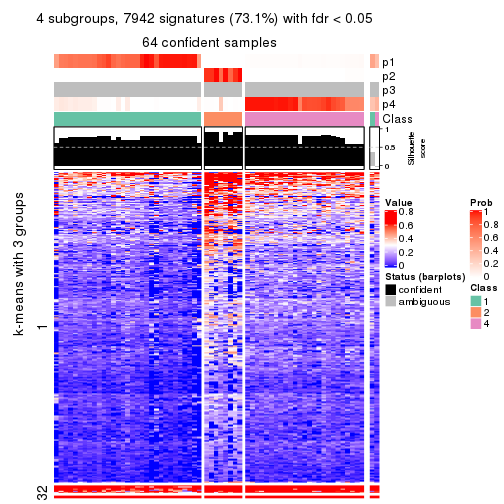 4 subgroups, 7942 signatures (73.1%) with fdr < 0.05
64 confident samples
p1
p2
p3
p4
Class
1
0.5
0
Silhouette
score
k-means with 3 groups
1
32
Value
0.8
0.6
0.4
0.2
0
Status (barplots)
confident
ambiguous
Prob
1
0.8
0.6
0.4
0.2
0
Class
1
2
4